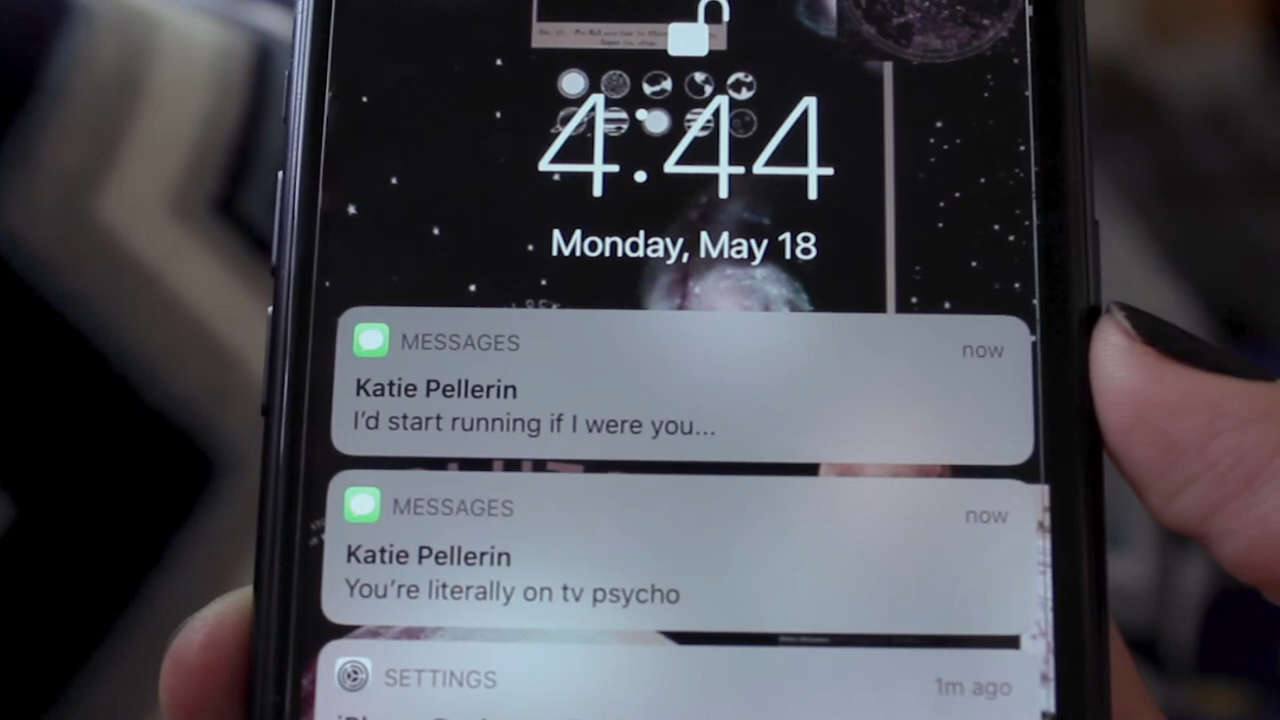 4:44
Monday, May 18
MESSAGES
now
Katie Pellerin
I'd start running if I were you...
MESSAGES
now
Katie Pellerin
You're literally on tv psycho
SETTINGS
1m ago